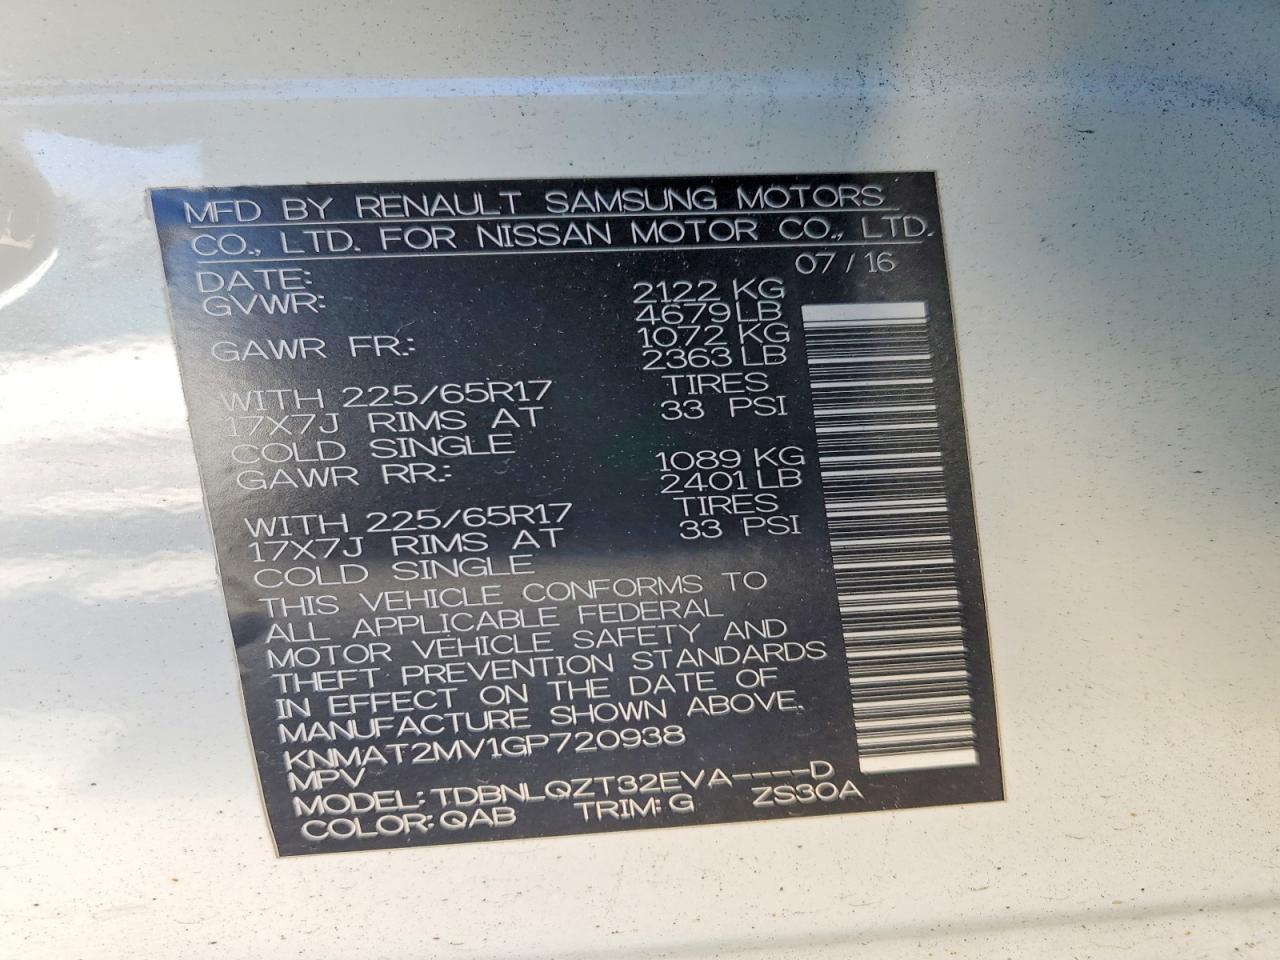 MFD BY RENAULT SAMSUNG MOTORS
CO., LTD. FOR NISSAN MOTOR CO., LTD.
DATE: 07 / 16
GVWR: 2122 KG
4679 LB
GAWR FR.: 1072 KG
2363 LB
WITH 225/65R17 TIRES
17X7J RIMS AT 33 PSI
COLD SINGLE
GAWR RR.: 1089 KG
2401 LB
WITH 225/65R17 TIRES
17X7J RIMS AT 33 PSI
COLD SINGLE
THIS VEHICLE CONFORMS TO
ALL APPLICABLE FEDERAL
MOTOR VEHICLE SAFETY AND
THEFT PREVENTION STANDARDS
IN EFFECT ON THE DATE OF
MANUFACTURE SHOWN ABOVE.
KNMAT2MV1GP720938
MPV
MODEL: TDBNLQZT32EVA----D
COLOR: QAB TRIM: G ZS30A